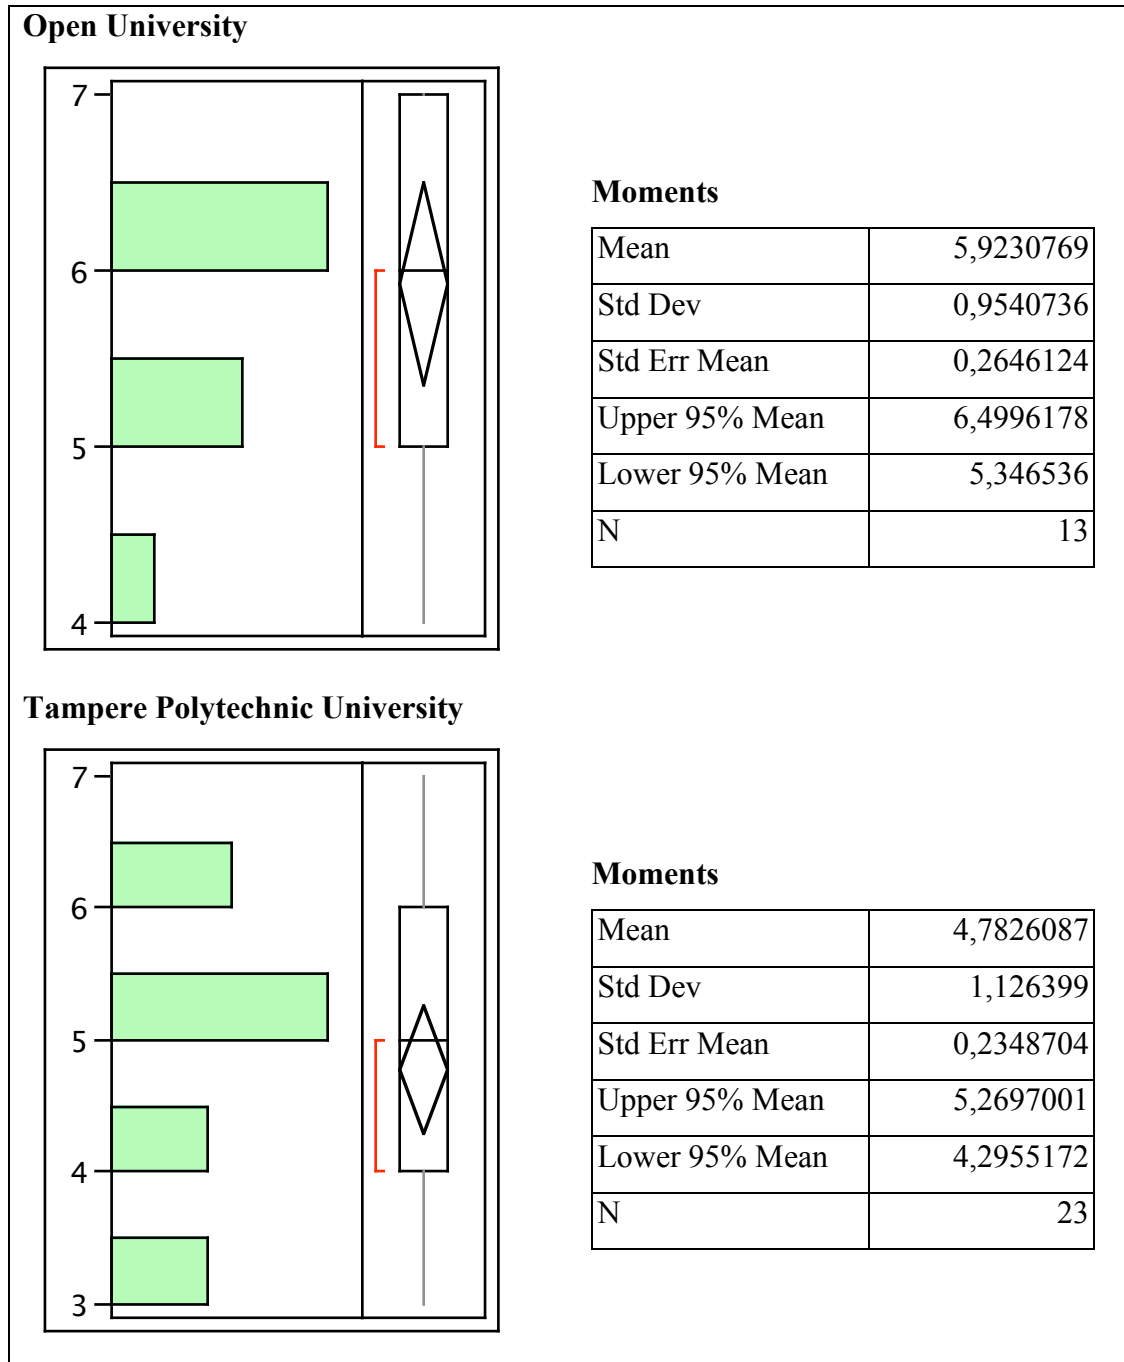 Open University
7
6
5
4
Moments
Mean 5,9230769
Std Dev 0,9540736
Std Err Mean 0,2646124
Upper 95% Mean 6,4996178
Lower 95% Mean 5,346536
N 13
Tampere Polytechnic University
7
6
5
4
3
Moments
Mean 4,7826087
Std Dev 1,126399
Std Err Mean 0,2348704
Upper 95% Mean 5,2697001
Lower 95% Mean 4,2955172
N 23